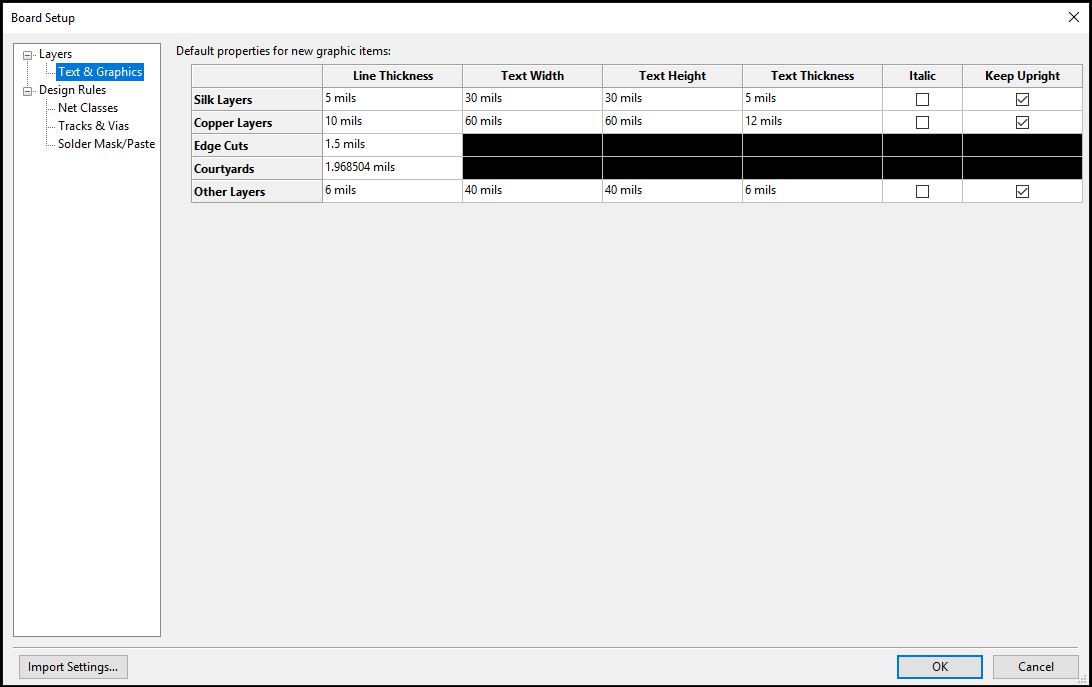 Board Setup
Layers
Text & Graphics
Design Rules
Net Classes
Tracks & Vias
Solder Mask/Paste
Default properties for new graphic items:
Line Thickness Text Width Text Height Text Thickness Italic Keep Upright
Silk Layers 5 mils 30 mils 30 mils 5 mils
Copper Layers 10 mils 60 mils 60 mils 12 mils
Edge Cuts 1.5 mils
Courtyards 1.968504 mils
Other Layers 6 mils 40 mils 40 mils 6 mils
Import Settings... OK Cancel